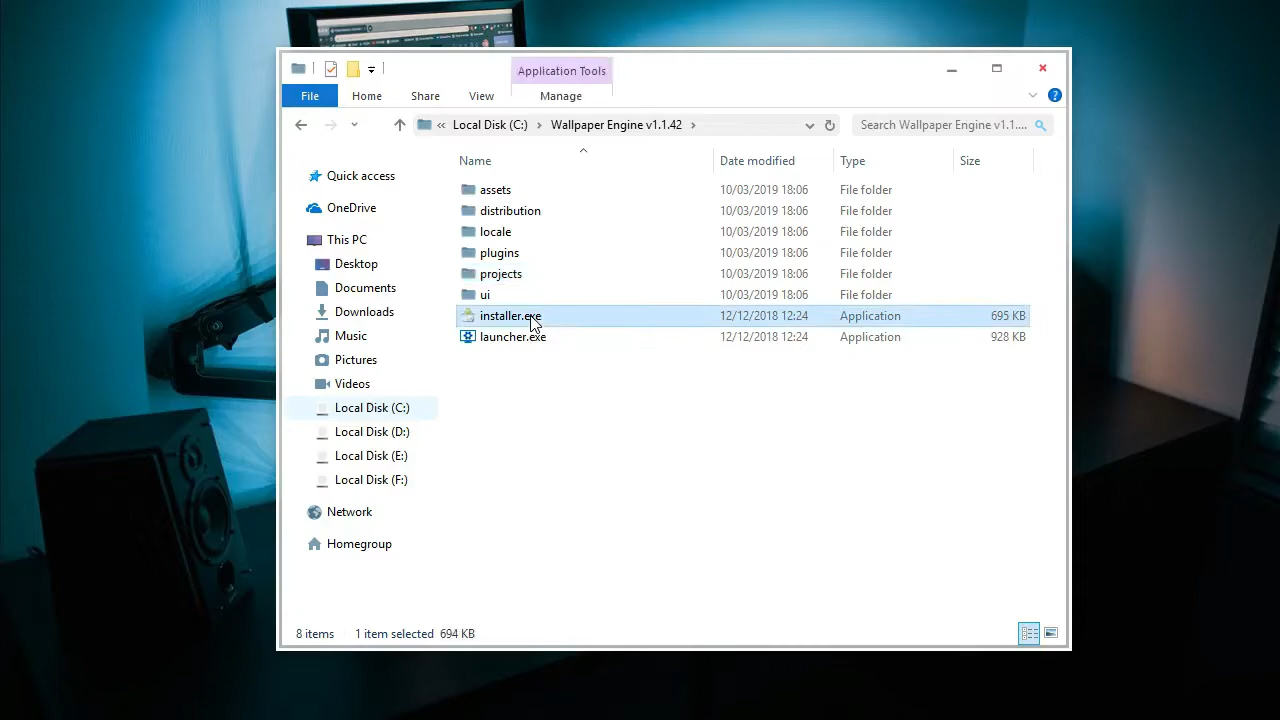 Application Tools
File Home Share View Manage
« Local Disk (C:) › Wallpaper Engine v1.1.42 › Search Wallpaper Engine v1.1....
Name Date modified Type Size
Quick access
OneDrive
This PC
Desktop
Documents
Downloads
Music
Pictures
Videos
Local Disk (C:)
Local Disk (D:)
Local Disk (E:)
Local Disk (F:)
Network
Homegroup
assets 10/03/2019 18:06 File folder
distribution 10/03/2019 18:06 File folder
locale 10/03/2019 18:06 File folder
plugins 10/03/2019 18:06 File folder
projects 10/03/2019 18:06 File folder
ui 10/03/2019 18:06 File folder
installer.exe 12/12/2018 12:24 Application 695 KB
launcher.exe 12/12/2018 12:24 Application 928 KB
8 items 1 item selected 694 KB